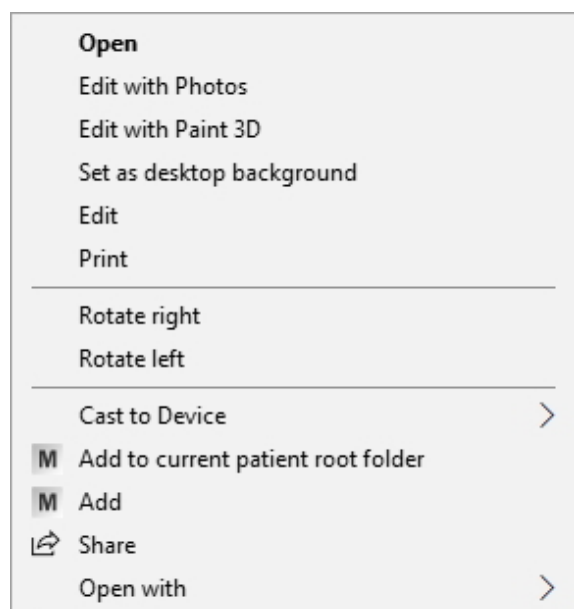 Open
Edit with Photos
Edit with Paint 3D
Set as desktop background
Edit
Print
Rotate right
Rotate left
Cast to Device
M Add to current patient root folder
M Add
Share
Open with